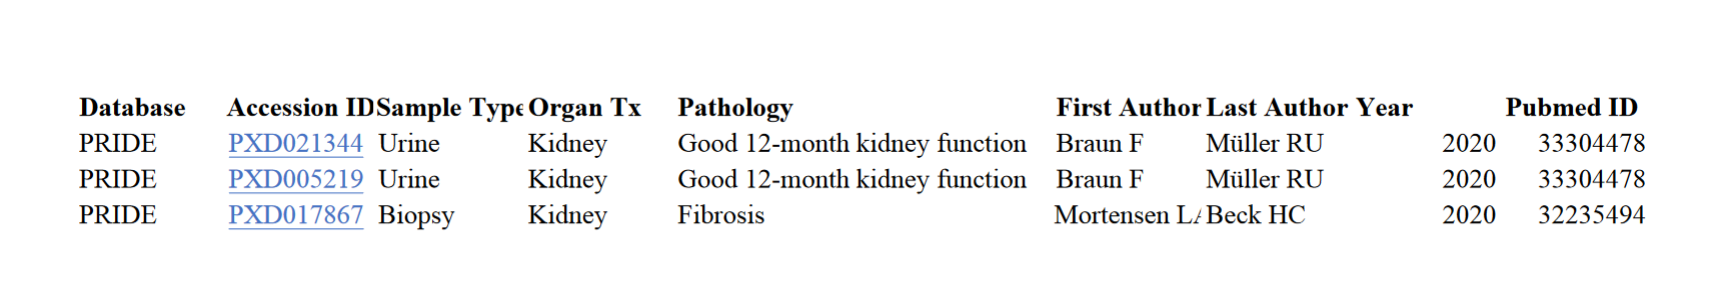 Database Accession ID Sample Type Organ Tx Pathology First Author Last Author Year Pubmed ID
PRIDE PXD021344 Urine Kidney Good 12-month kidney function Braun F Müller RU 2020 33304478
PRIDE PXD005219 Urine Kidney Good 12-month kidney function Braun F Müller RU 2020 33304478
PRIDE PXD017867 Biopsy Kidney Fibrosis Mortensen LA Beck HC 2020 32235494